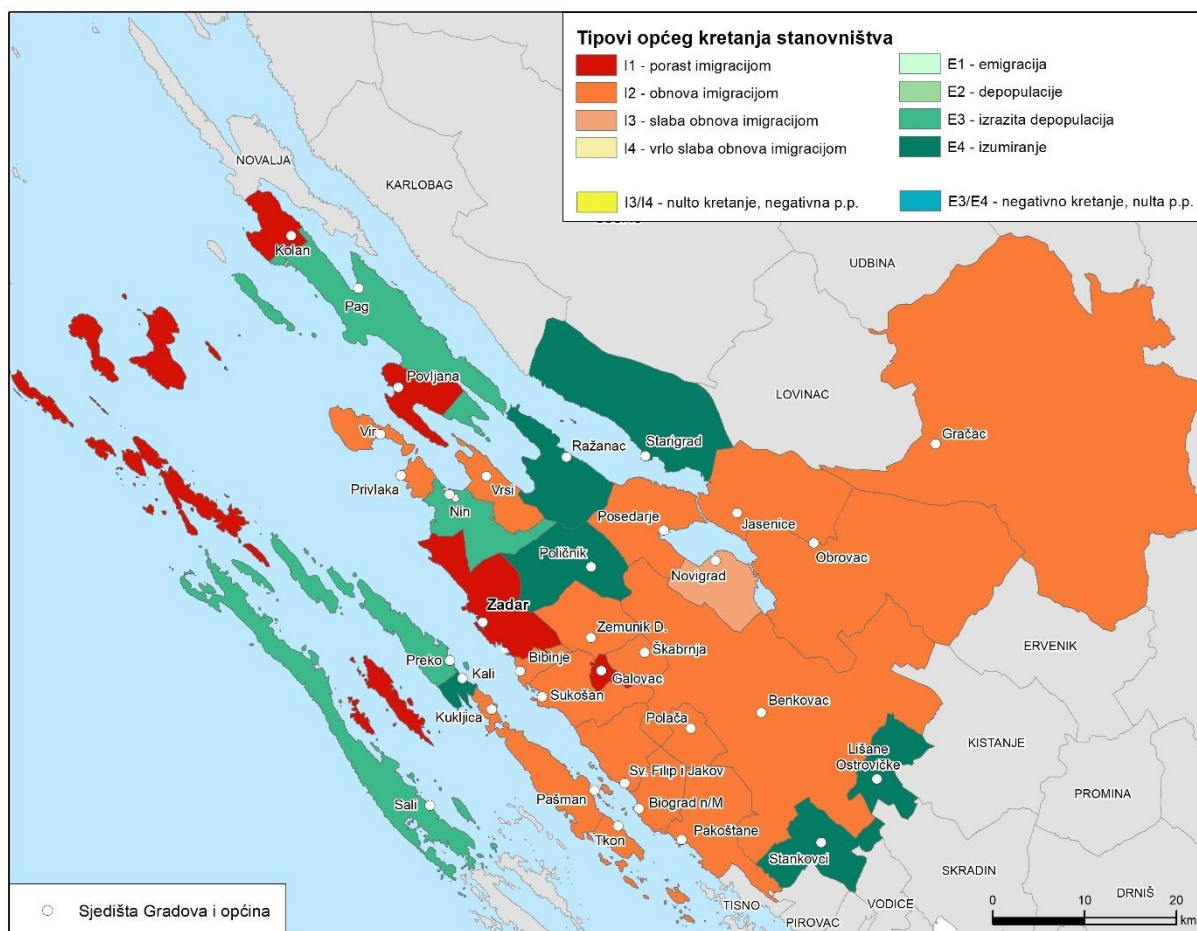 Tipovi općeg kretanja stanovništva
I1 - porast imigracijom
I2 - obnova imigracijom
I3 - slaba obnova imigracijom
I4 - vrlo slaba obnova imigracijom
I3/I4 - nulto kretanje, negativna p.p.
E1 - emigracija
E2 - depopulacije
E3 - izrazita depopulacija
E4 - izumiranje
E3/E4 - negativno kretanje, nulta p.p.
NOVALJA
KARLOBAG
UDBINA
Kolan
Pag
LOVINAC
Povljana
Gračac
Vir
Ražanac
Starigrad
Privlaka
Vrsi
Nin
Posedarje
Jasenice
Obrovac
Poličnik
Novigrad
Zadar
Zemunik D.
Škabrnja
ERVENIK
Preko
Bibinje
Kali
Galovac
Sukošan
Benkovac
Kukljica
Polača
KISTANJE
Lišane
Ostrovičke
Sv. Filip i Jakov
PROMINA
Sali
Pašman
Biograd n/M
Tkon
Pakoštane
Stankovci
SKRADIN
TISNO
VODICE
DRNIŠ
PIROVAC
Sjedišta Gradova i općina
0 10 20
km